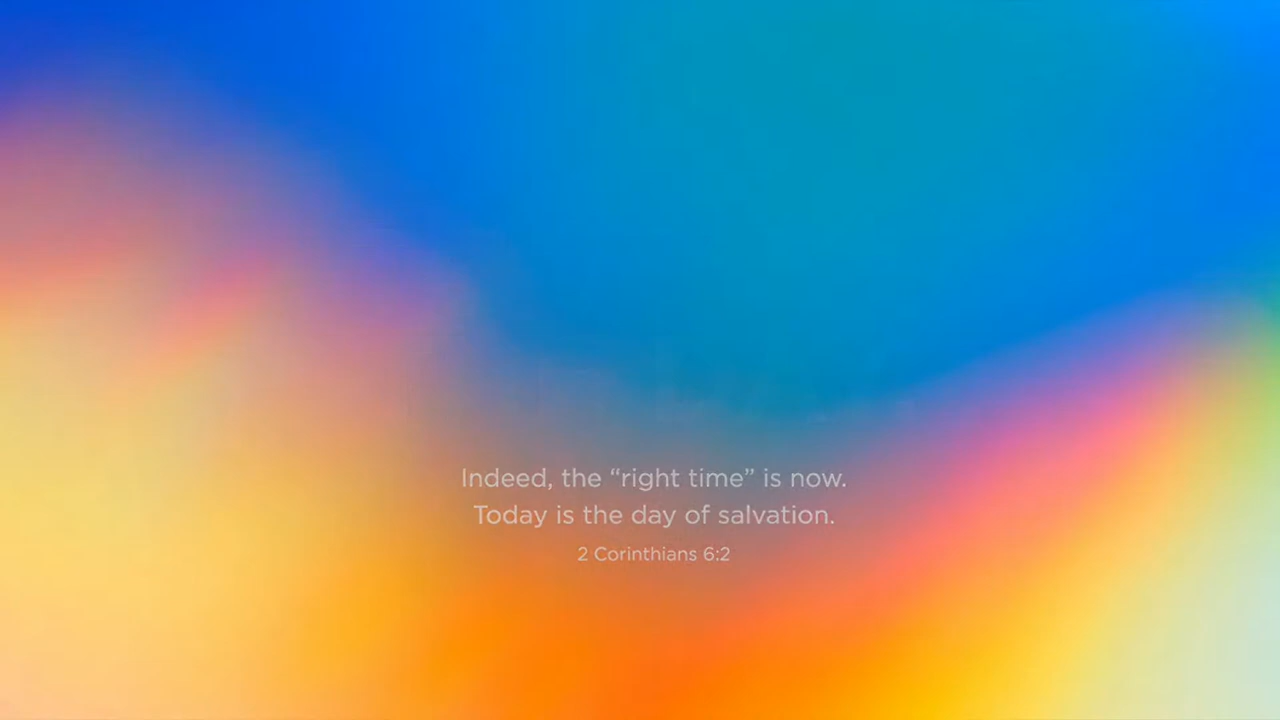 Indeed, the “right time” is now.
Today is the day of salvation.
2 Corinthians 6:2